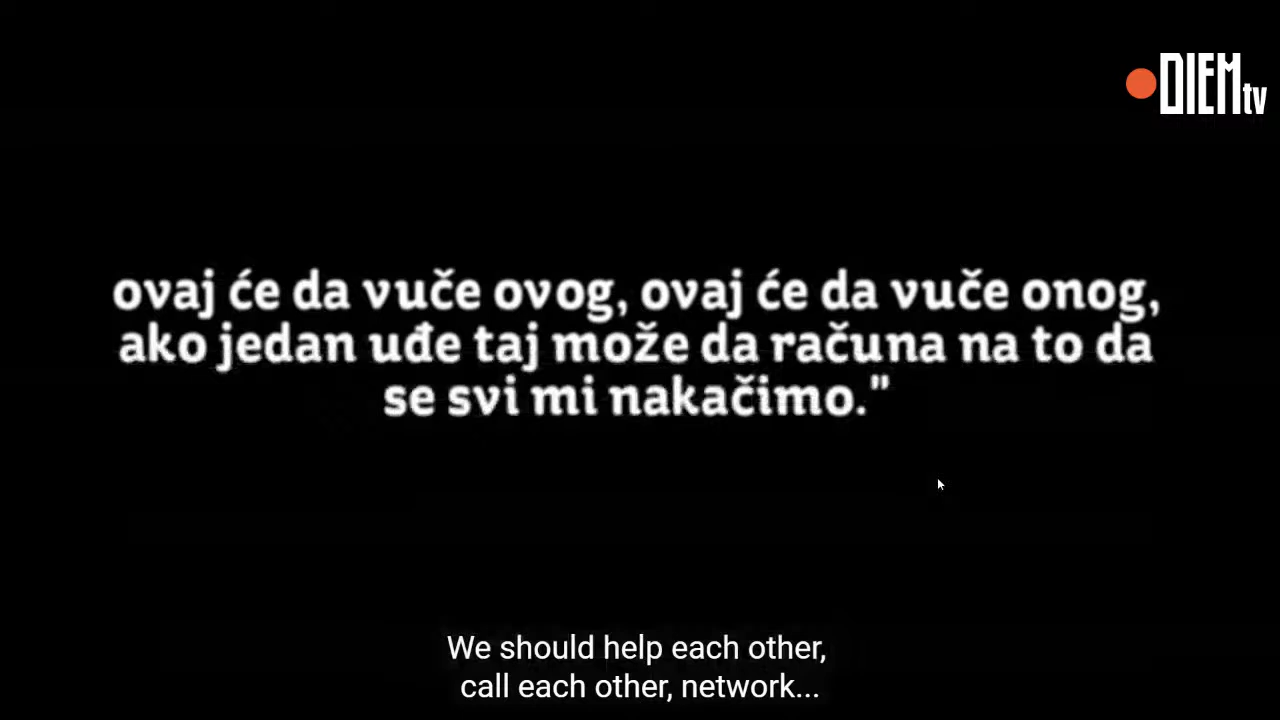 DIEMtv
ovaj će da vuče ovog, ovaj će da vuče onog,
ako jedan uđe taj može da računa na to da
se svi mi nakačimo."
We should help each other,
call each other, network...